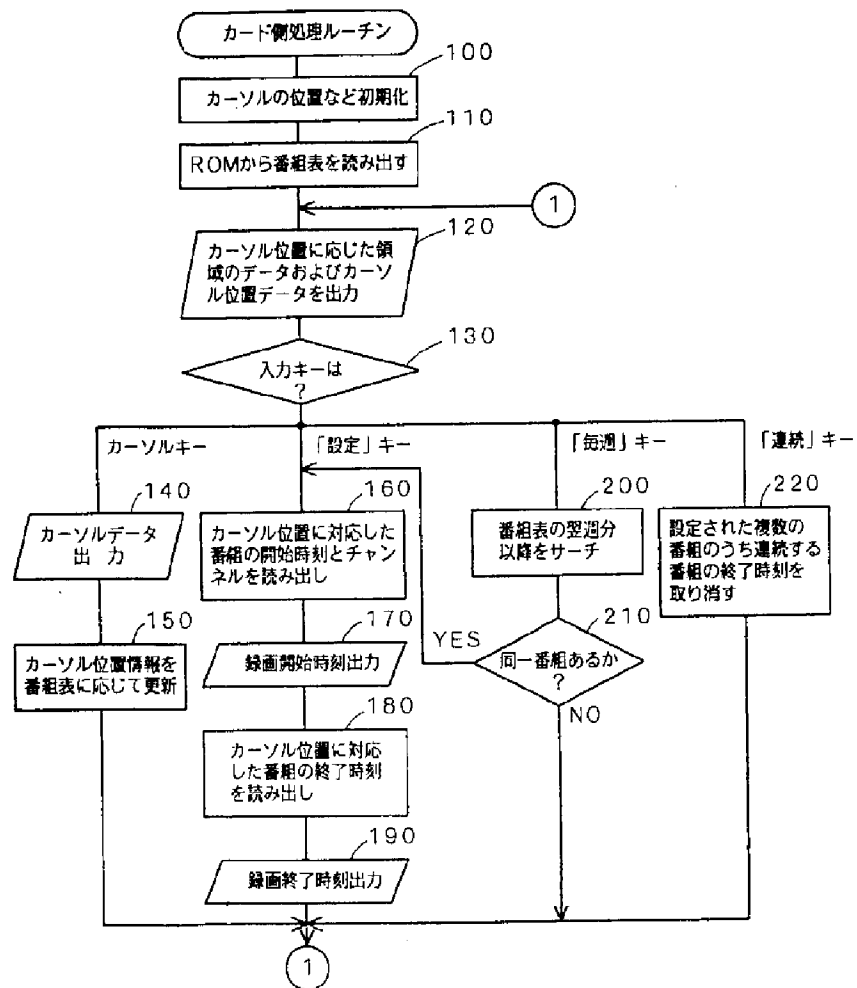 カード側処理ルーチン
100
カーソルの位置など初期化
110
ROMから番組表を読み出す
1
120
カーソル位置に応じた領
域のデータおよびカーソ
ル位置データを出力
130
入力キーは
?
カーソルキー
「設定」キー
「毎週」キー
「連続」キー
140
カーソルデータ
出力
150
カーソル位置情報を
番組表に応じて更新
160
カーソル位置に対応した
番組の開始時刻とチャン
ネルを読み出し
170
録画開始時刻出力
180
カーソル位置に対応
した番組の終了時刻
を読み出し
190
録画終了時刻出力
200
番組表の翌週分
以降をサーチ
210
同一番組あるか
?
YES
NO
220
設定された複数の
番組のうち連続する
番組の終了時刻を
取り消す
1